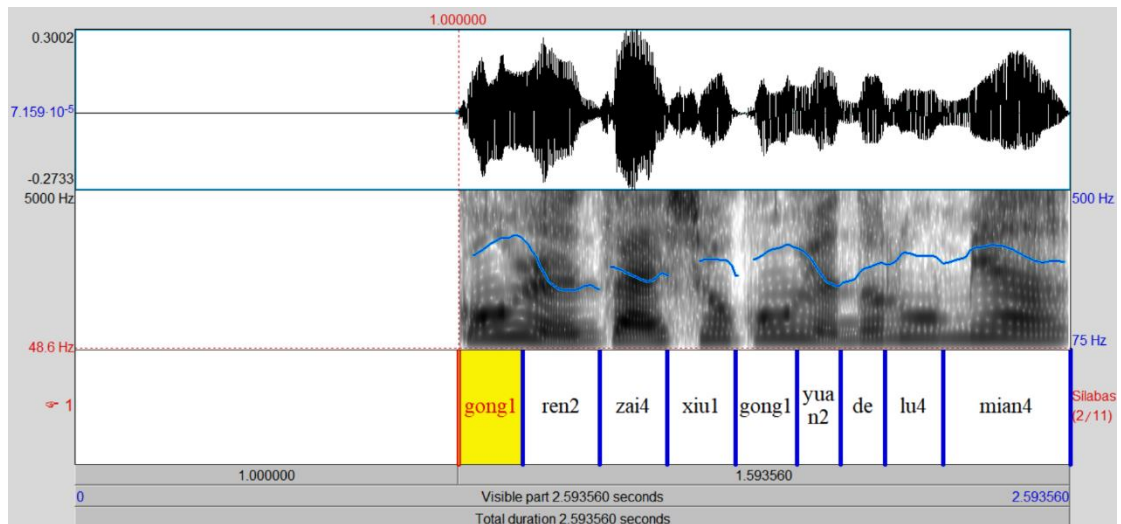 1.000000
0.3002
7.159·10⁻⁵
-0.2733
5000 Hz
500 Hz
48.6 Hz
75 Hz
☞ 1
gong1 ren2 zai4 xiu1 gong1 yua
n2 de lu4 mian4
Sílabas
(2/11)
1.000000 1.593560
0 Visible part 2.593560 seconds 2.593560
Total duration 2.593560 seconds